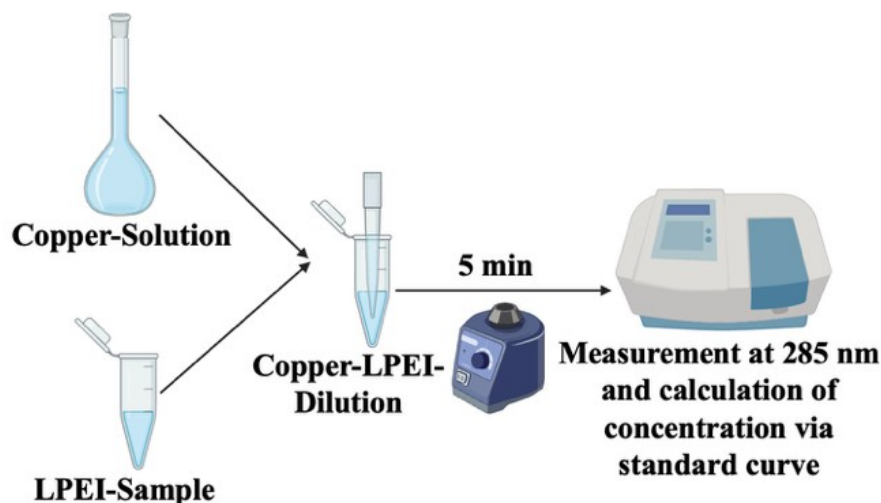 Copper-Solution
LPEI-Sample
Copper-LPEI-
Dilution
5 min
Measurement at 285 nm
and calculation of
concentration via
standard curve